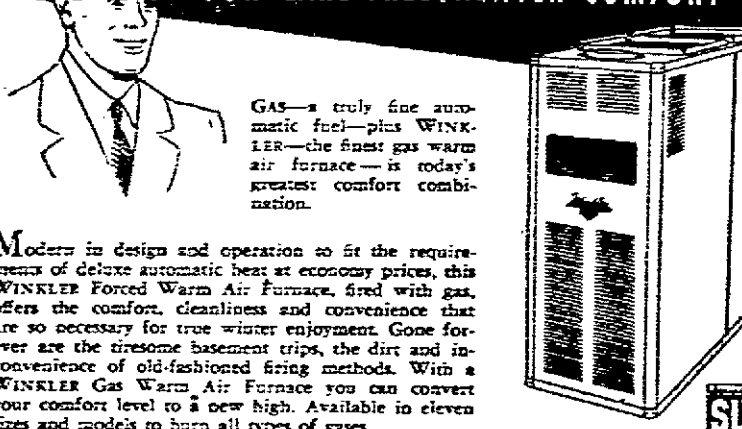 COMFORT
GAS—a truly fine auto-
matic fuel—plus WINK-
LER—the finest gas warm
air furnace—is today's
greatest comfort combi-
nation.
Modern in design and operation to fit the require-
ments of deluxe automatic heat at economy prices, this
WINKLER Forced Warm Air Furnace, fired with gas,
offers the comfort, cleanliness and convenience that
are so necessary for true winter enjoyment. Gone for-
ever are the tiresome basement trips, the dirt and in-
convenience of old-fashioned firing methods. With a
WINKLER Gas Warm Air Furnace you can convert
your comfort level to a new high. Available in eleven
sizes and models to burn all types of gases.